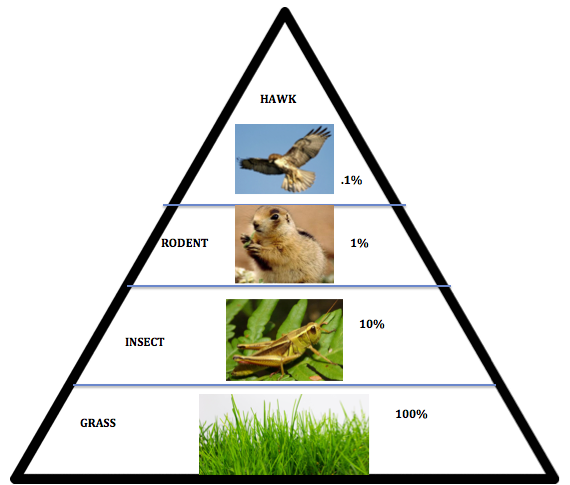 HAWK
.1%
RODENT
1%
10%
INSECT
100%
GRASS